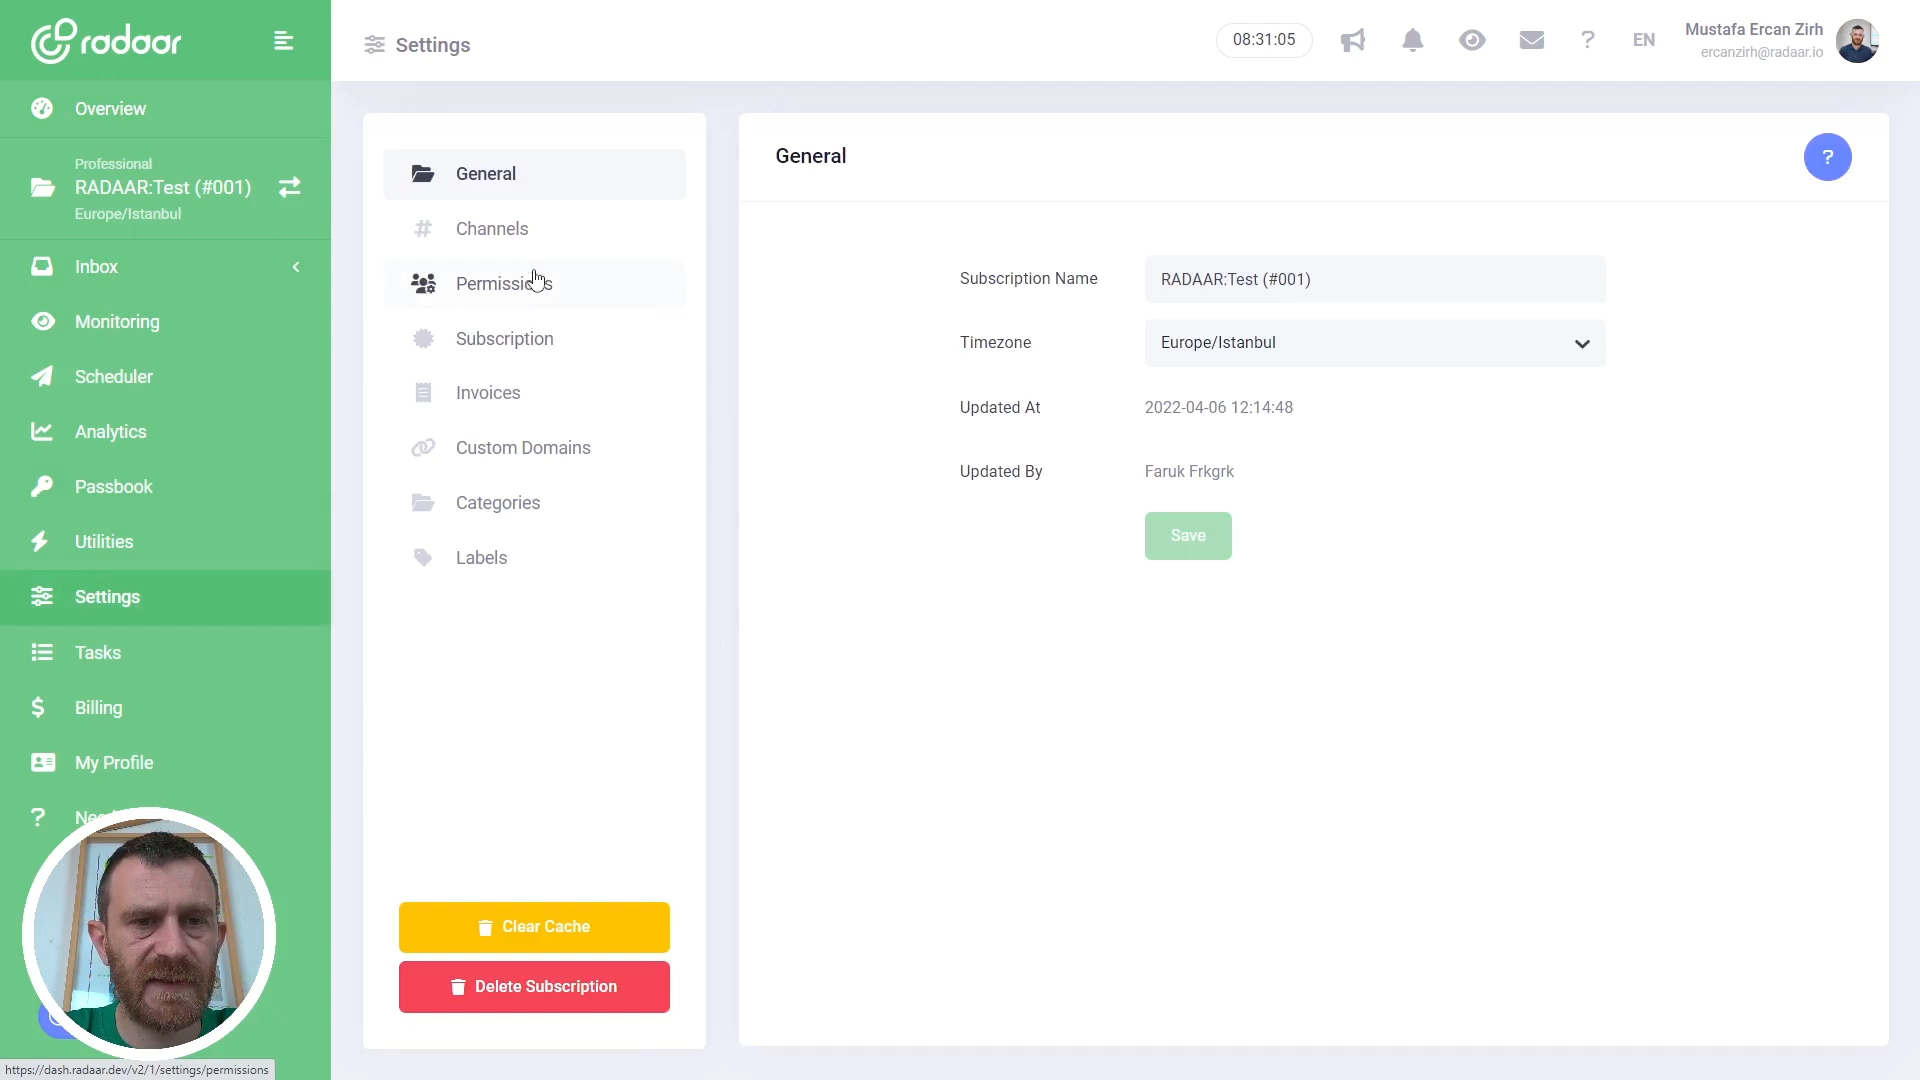 radaar
Settings
08:31:05
EN
Mustafa Ercan Zirh
ercanzirh@radaar.io
Overview
Professional
RADAAR:Test (#001)
Europe/Istanbul
Inbox
Monitoring
Scheduler
Analytics
Passbook
Utilities
Settings
Tasks
Billing
My Profile
General
Channels
Permissions
Subscription
Invoices
Custom Domains
Categories
Labels
Clear Cache
Delete Subscription
General
?
Subscription Name
RADAAR:Test (#001)
Timezone
Europe/Istanbul
Updated At
2022-04-06 12:14:48
Updated By
Faruk Frkgrk
Save
https://dash.radaar.dev/v2/1/settings/permissions